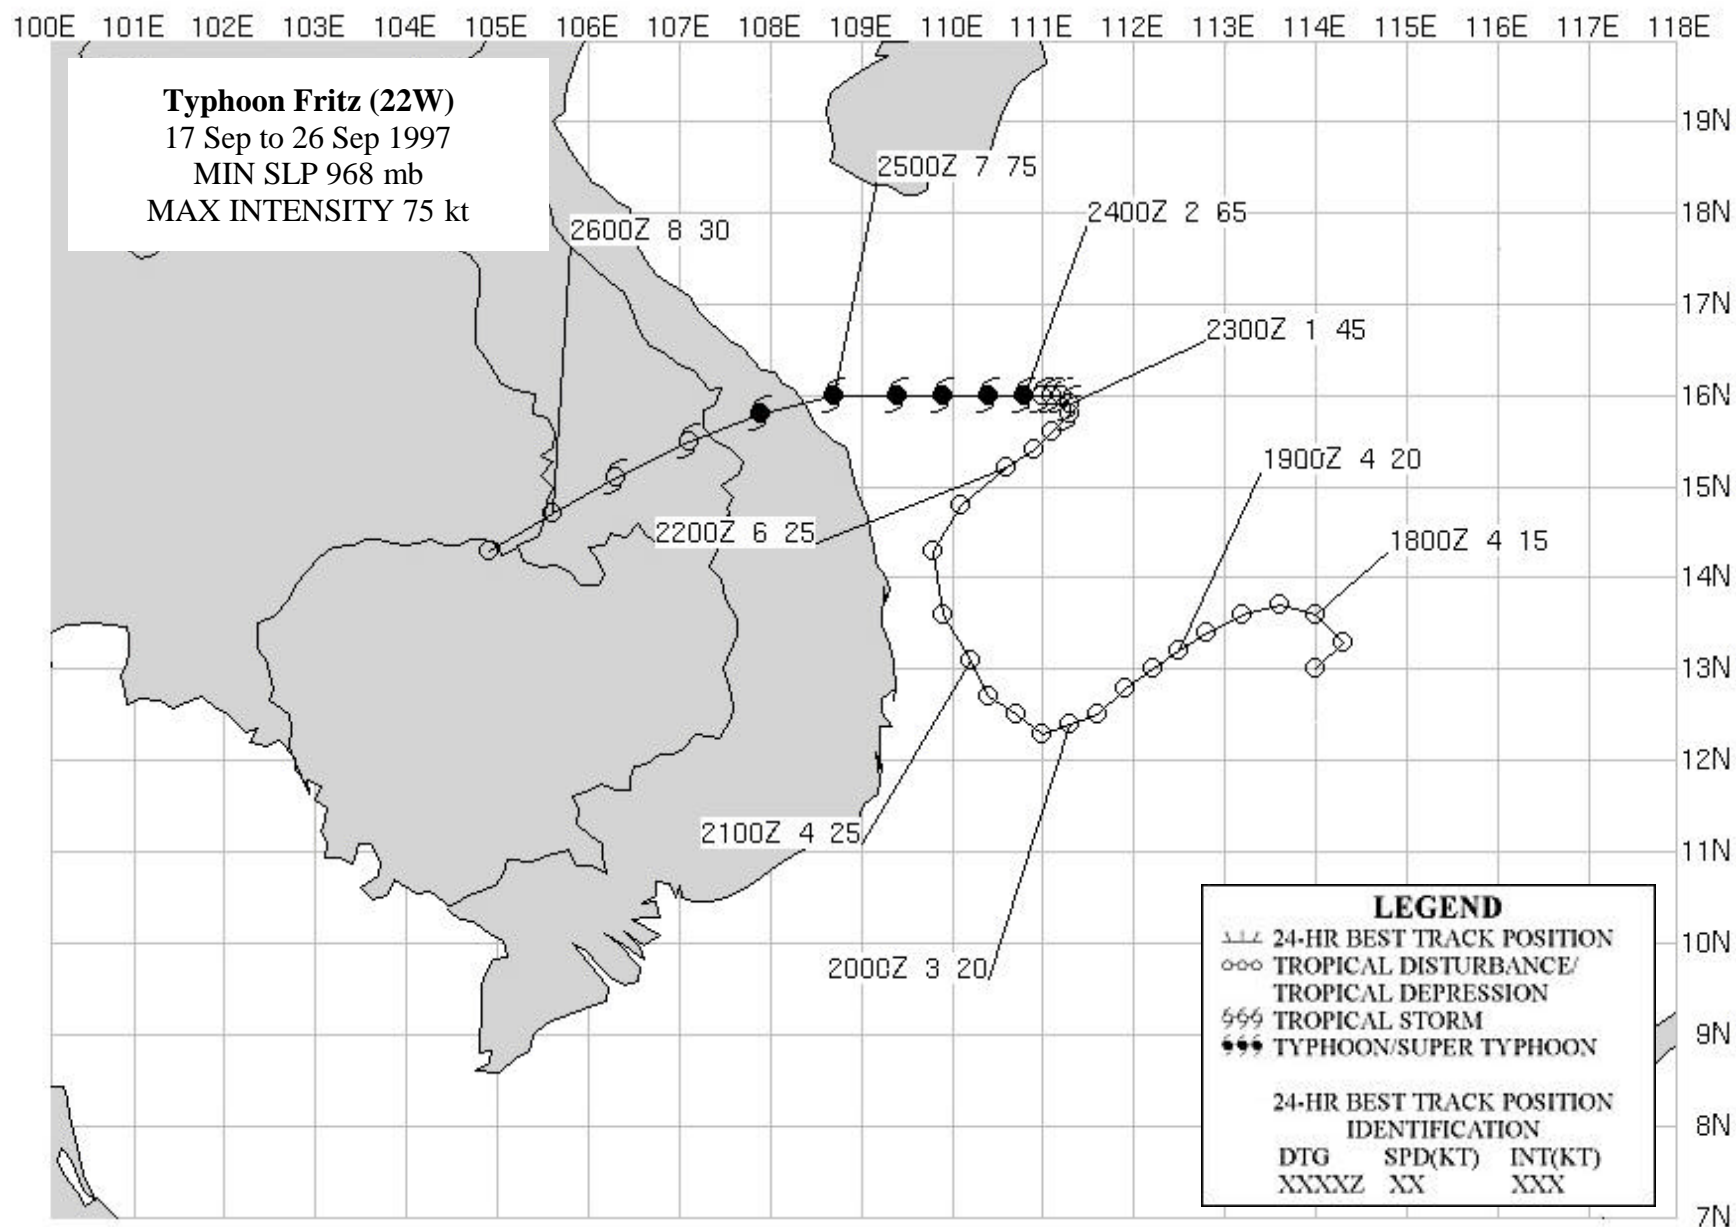 100E 101E 102E 103E 104E 105E 106E 107E 108E 109E 110E 111E 112E 113E 114E 115E 116E 117E 118E
Typhoon Fritz (22W)
17 Sep to 26 Sep 1997
MIN SLP 968 mb
MAX INTENSITY 75 kt
19N
2500Z 7 75
2400Z 2 65
18N
2600Z 8 30
17N
2300Z 1 45
16N
1900Z 4 20
15N
2200Z 6 25
1800Z 4 15
14N
13N
12N
2100Z 4 25
11N
2000Z 3 20
10N
9N
8N
7N
LEGEND
24-HR BEST TRACK POSITION
TROPICAL DISTURBANCE/
TROPICAL DEPRESSION
TROPICAL STORM
TYPHOON/SUPER TYPHOON
24-HR BEST TRACK POSITION
IDENTIFICATION
DTG SPD(KT) INT(KT)
XXXXZ XX XXX